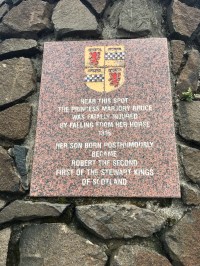 NEAR THIS SPOT
THE PRINCESS MARJORY BRUCE
WAS FATALLY INJURED
BY FALLING FROM HER HORSE
1316
HER SON BORN POSTHUMOUSLY
BECAME
ROBERT THE SECOND
FIRST OF THE STEWART KINGS
OF SCOTLAND